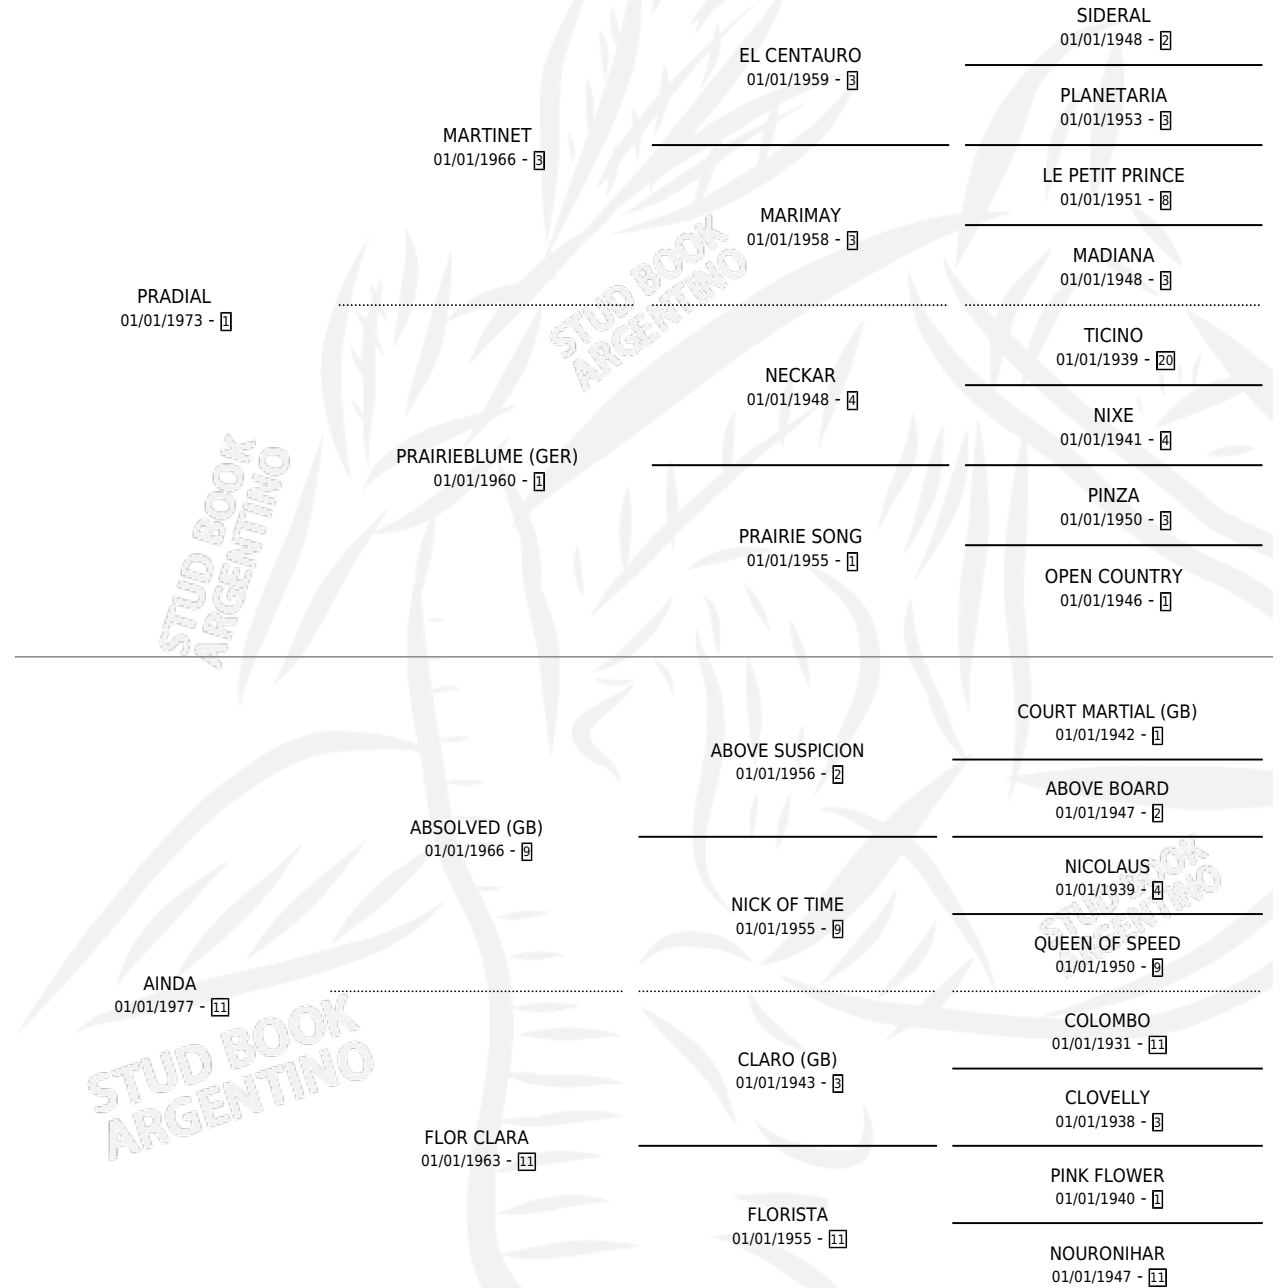 SIDERAL
01/01/1948 - 2
EL CENTAURO
01/01/1959 - 3
PLANETARIA
01/01/1953 - 3
MARTINET
01/01/1966 - 3
LE PETIT PRINCE
01/01/1951 - 8
MARIMAY
01/01/1958 - 3
MADIANA
01/01/1948 - 3
PRADIAL
01/01/1973 - 1
STUD BOOK
ARGENTINO
TICINO
01/01/1939 - 20
NECKAR
01/01/1948 - 4
NIXE
01/01/1941 - 4
PRAIRIEBLUME (GER)
01/01/1960 - 1
PINZA
01/01/1950 - 3
PRAIRIE SONG
01/01/1955 - 1
OPEN COUNTRY
01/01/1946 - 1
STUD BOOK
ARGENTINO
COURT MARTIAL (GB)
01/01/1942 - 1
ABOVE SUSPICION
01/01/1956 - 2
ABOVE BOARD
01/01/1947 - 2
ABSOLVED (GB)
01/01/1966 - 9
NICOLAUS
01/01/1939 - 4
NICK OF TIME
01/01/1955 - 9
STUD BOOK
ARGENTINO
QUEEN OF SPEED
01/01/1950 - 9
AINDA
01/01/1977 - 11
COLOMBO
01/01/1931 - 11
STUD BOOK
ARGENTINO
CLARO (GB)
01/01/1943 - 3
CLOVELLY
01/01/1938 - 3
FLOR CLARA
01/01/1963 - 11
PINK FLOWER
01/01/1940 - 1
FLORISTA
01/01/1955 - 11
NOURONIHAR
01/01/1947 - 11